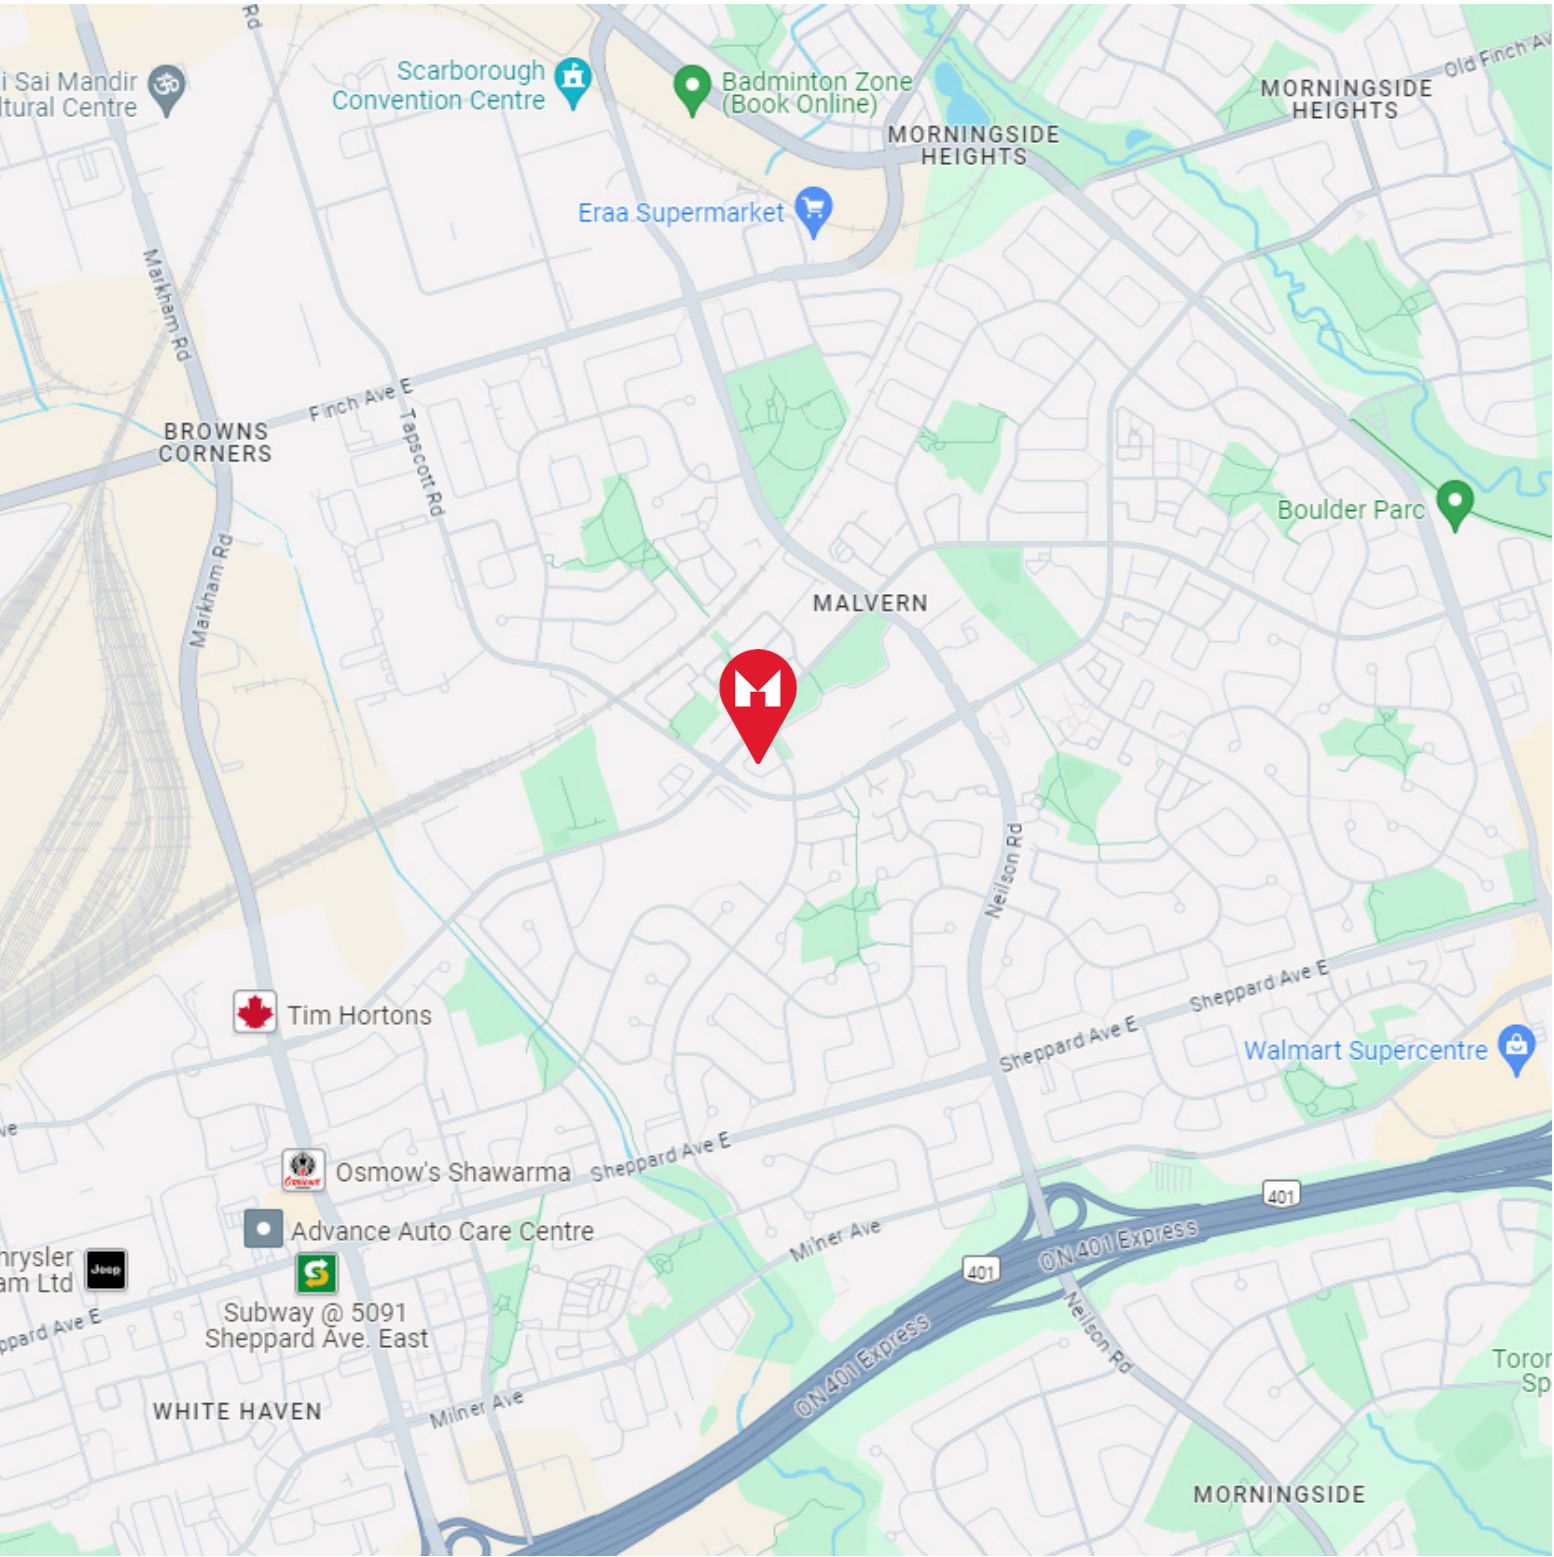 Rd
i Sai Mandir
ltural Centre
Scarborough
Convention Centre
Badminton Zone
(Book Online)
MORNINGSIDE
HEIGHTS
Old Finch Av
MORNINGSIDE
HEIGHTS
Eraa Supermarket
Markham Rd
Finch Ave E
Tapscott Rd
BROWNS
CORNERS
Boulder Parc
Markham Rd
MALVERN
Neilson Rd
Sheppard Ave E
Tim Hortons
Sheppard Ave E
Walmart Supercentre
ve
Osmow's Shawarma
Sheppard Ave E
Advance Auto Care Centre
Milner Ave
401
ON 401 Express
401
hrysler
am Ltd
Jeep
Subway @ 5091
Sheppard Ave. East
ppard Ave E
Neilson Rd
ON 401 Express
Toron
Sp
WHITE HAVEN
Milner Ave
MORNINGSIDE